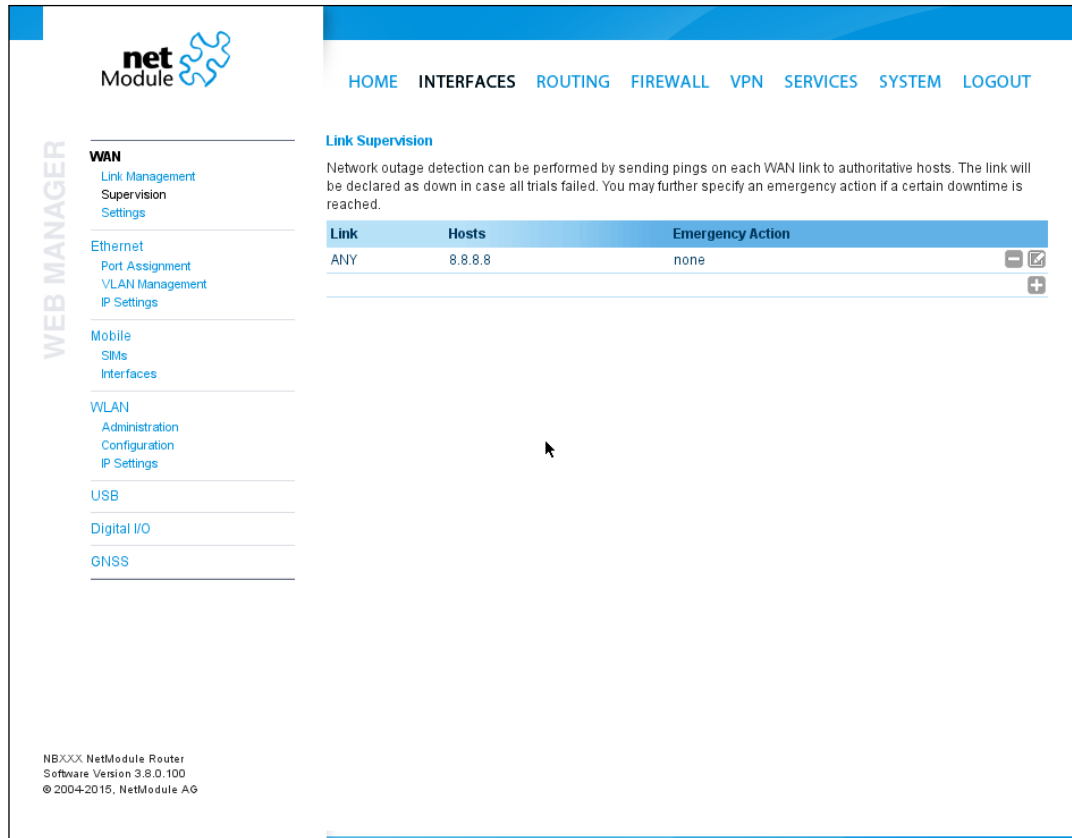 net
Module
HOME INTERFACES ROUTING FIREWALL VPN SERVICES SYSTEM LOGOUT
WEB MANAGER
WAN
Link Management
Supervision
Settings
Ethernet
Port Assignment
VLAN Management
IP Settings
Mobile
SIMs
Interfaces
WLAN
Administration
Configuration
IP Settings
USB
Digital I/O
GNSS
Link Supervision
Network outage detection can be performed by sending pings on each WAN link to authoritative hosts. The link will
be declared as down in case all trials failed. You may further specify an emergency action if a certain downtime is
reached.
Link Hosts Emergency Action
ANY 8.8.8.8 none
NBXXX NetModule Router
Software Version 3.8.0.100
© 2004-2015, NetModule AG